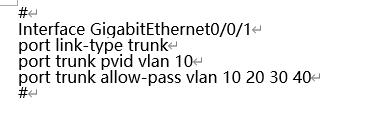 #
Interface GigabitEthernet0/0/1
port link-type trunk
port trunk pvid vlan 10
port trunk allow-pass vlan 10 20 30 40
#